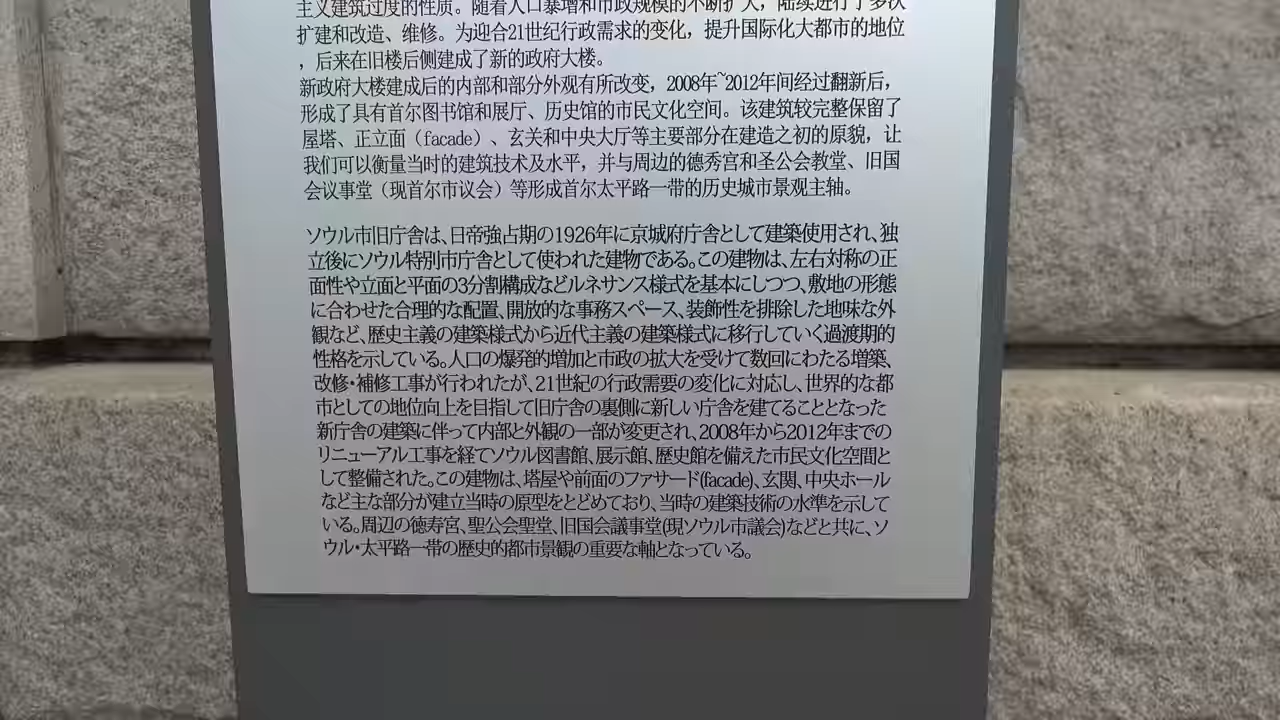 主义建筑过度的性质。随着人口暴增和市政规模的不断扩大，陆续进行了多次
扩建和改造、维修。为迎合21世纪行政需求的变化，提升国际化大都市的地位
，后来在旧楼后侧建成了新的政府大楼。
新政府大楼建成后的内部和部分外观有所改变，2008年~2012年间经过翻新后，
形成了具有首尔图书馆和展厅、历史馆的市民文化空间。该建筑较完整保留了
屋塔、正立面（facade）、玄关和中央大厅等主要部分在建造之初的原貌，让
我们可以衡量当时的建筑技术及水平，并与周边的德秀宫和圣公会教堂、旧国
会议事堂（现首尔市议会）等形成首尔太平路一带的历史城市景观主轴。
ソウル市旧庁舎は、日帝強占期の1926年に京城府庁舎として建築使用され、独
立後にソウル特別市庁舎として使われた建物である。この建物は、左右対称の正
面性や立面と平面の3分割構成などルネサンス様式を基本にしつつ、敷地の形態
に合わせた合理的な配置、開放的な事務スペース、装飾性を排除した地味な外
観など、歴史主義の建築様式から近代主義の建築様式に移行していく過渡期的
性格を示している。人口の爆発的増加と市政の拡大を受けて数回にわたる増築、
改修・補修工事が行われたが、21世紀の行政需要の変化に対応し、世界的な都
市としての地位向上を目指して旧庁舎の裏側に新しい庁舎を建てることとなった
新庁舎の建築に伴って内部と外観の一部が変更され、2008年から2012年までの
リニューアル工事を経てソウル図書館、展示館、歴史館を備えた市民文化空間と
して整備された。この建物は、塔屋や前面のファサード(facade)、玄関、中央ホール
など主な部分が建立当時の原型をとどめており、当時の建築技術の水準を示して
いる。周辺の徳寿宮、聖公会聖堂、旧国会議事堂(現ソウル市議会)などと共に、ソ
ウル・太平路一帯の歴史的都市景観の重要な軸となっている。